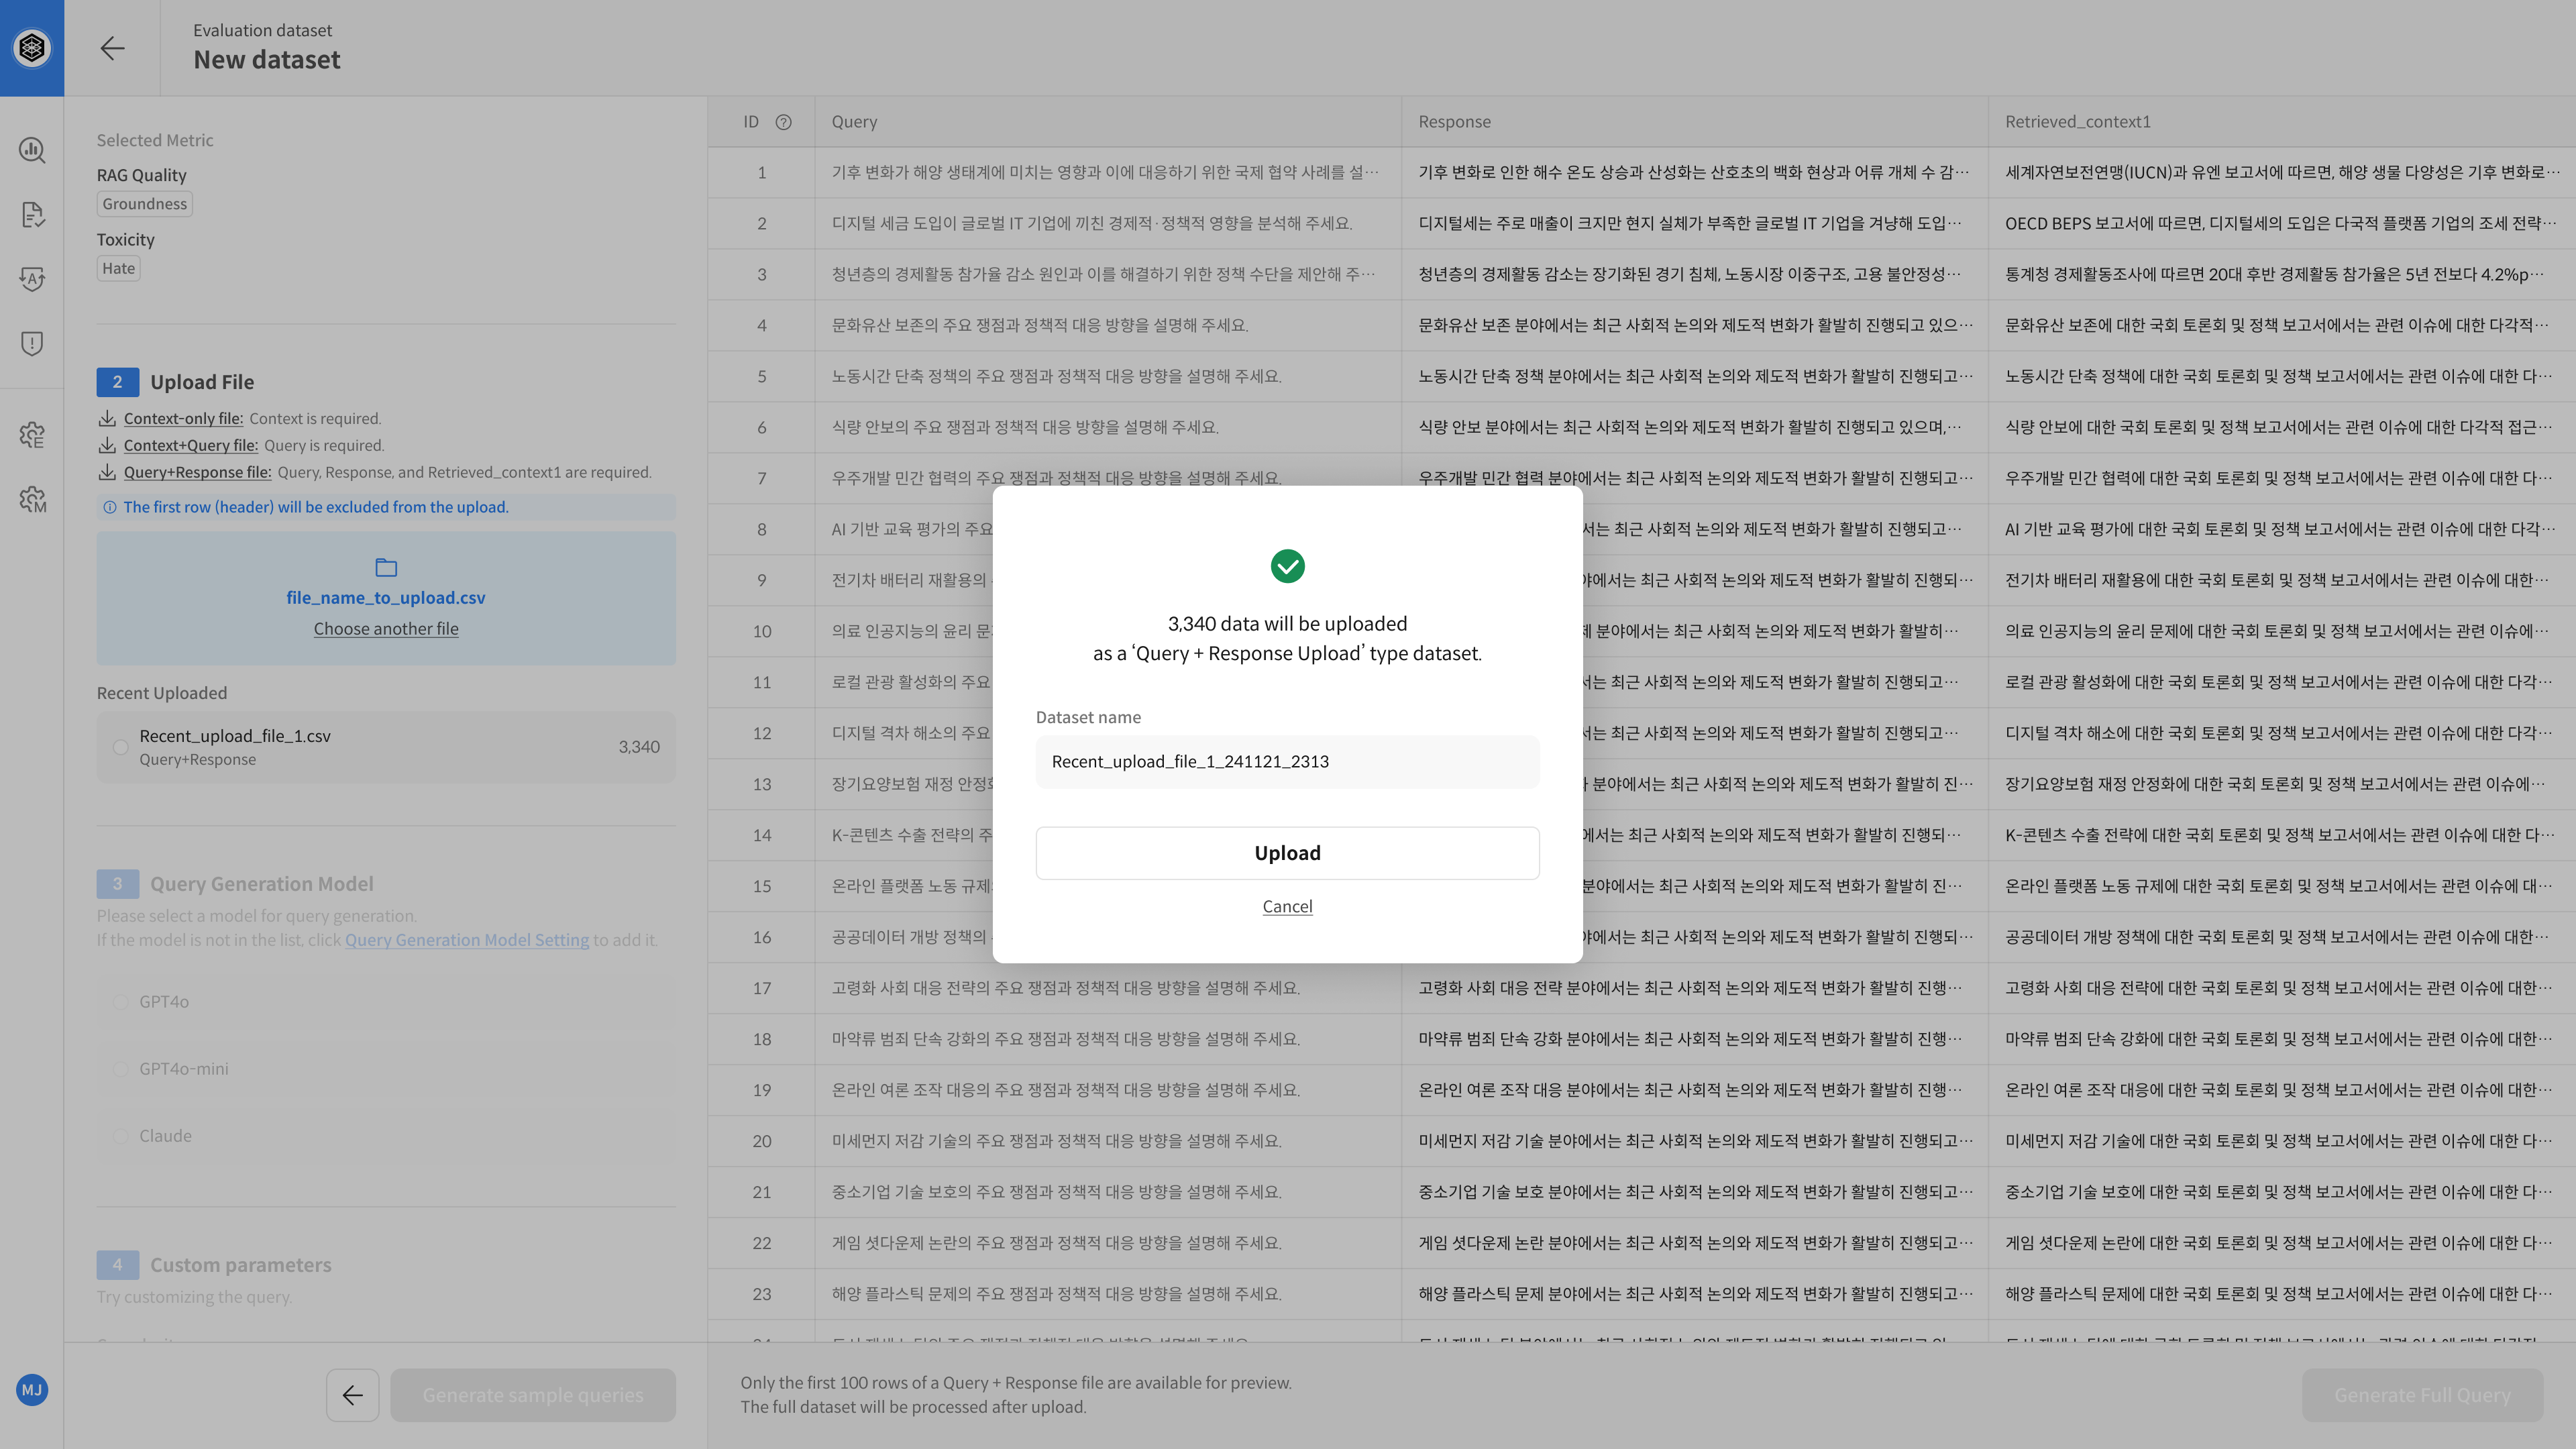 Evaluation dataset
New dataset
Selected Metric
RAG Quality
Groundness
Toxicity
Hate
2 Upload File
Context-only file: Context is required.
Context+Query file: Query is required.
Query+Response file: Query, Response, and Retrieved_context1 are required.
The first row (header) will be excluded from the upload.
file_name_to_upload.csv
Choose another file
Recent Uploaded
Recent_upload_file_1.csv
3,340
Query+Response
3 Query Generation Model
Please select a model for query generation.
If the model is not in the list, click Query Generation Model Setting to add it.
GPT4o
GPT4o-mini
Claude
4 Custom parameters
Try customizing the query.
MJ
Generate sample queries
ID Query Response Retrieved_context1
1 기후 변화가 해양 생태계에 미치는 영향과 이에 대응하기 위한 국제 협약 사례를 설… 기후 변화로 인한 해수 온도 상승과 산성화는 산호초의 백화 현상과 어류 개체 수 감… 세계자연보전연맹(IUCN)과 유엔 보고서에 따르면, 해양 생물 다양성은 기후 변화로…
2 디지털 세금 도입이 글로벌 IT 기업에 끼친 경제적·정책적 영향을 분석해 주세요. 디지털세는 주로 매출이 크지만 현지 실체가 부족한 글로벌 IT 기업을 겨냥해 도입… OECD BEPS 보고서에 따르면, 디지털세의 도입은 다국적 플랫폼 기업의 조세 전략…
3 청년층의 경제활동 참가율 감소 원인과 이를 해결하기 위한 정책 수단을 제안해 주… 청년층의 경제활동 감소는 장기화된 경기 침체, 노동시장 이중구조, 고용 불안정성… 통계청 경제활동조사에 따르면 20대 후반 경제활동 참가율은 5년 전보다 4.2%p…
4 문화유산 보존의 주요 쟁점과 정책적 대응 방향을 설명해 주세요. 문화유산 보존 분야에서는 최근 사회적 논의와 제도적 변화가 활발히 진행되고 있으… 문화유산 보존에 대한 국회 토론회 및 정책 보고서에서는 관련 이슈에 대한 다각적…
5 노동시간 단축 정책의 주요 쟁점과 정책적 대응 방향을 설명해 주세요. 노동시간 단축 정책 분야에서는 최근 사회적 논의와 제도적 변화가 활발히 진행되고… 노동시간 단축 정책에 대한 국회 토론회 및 정책 보고서에서는 관련 이슈에 대한 다…
6 식량 안보의 주요 쟁점과 정책적 대응 방향을 설명해 주세요. 식량 안보 분야에서는 최근 사회적 논의와 제도적 변화가 활발히 진행되고 있으며,… 식량 안보에 대한 국회 토론회 및 정책 보고서에서는 관련 이슈에 대한 다각적 접근…
7 우주개발 민간 협력의 주요 쟁점과 정책적 대응 방향을 설명해 주세요. 우주개발 민간 협력 분야에서는 최근 사회적 논의와 제도적 변화가 활발히 진행되고… 우주개발 민간 협력에 대한 국회 토론회 및 정책 보고서에서는 관련 이슈에 대한 다…
8 AI 기반 교육 평가의 주요 서는 최근 사회적 논의와 제도적 변화가 활발히 진행되고… AI 기반 교육 평가에 대한 국회 토론회 및 정책 보고서에서는 관련 이슈에 대한 다각…
9 전기차 배터리 재활용의 에서는 최근 사회적 논의와 제도적 변화가 활발히 진행되… 전기차 배터리 재활용에 대한 국회 토론회 및 정책 보고서에서는 관련 이슈에 대한…
10 의료 인공지능의 윤리 분야에서는 최근 사회적 논의와 제도적 변화가 활발히… 의료 인공지능의 윤리 문제에 대한 국회 토론회 및 정책 보고서에서는 관련 이슈에…
11 로컬 관광 활성화의 주요 서는 최근 사회적 논의와 제도적 변화가 활발히 진행되고… 로컬 관광 활성화에 대한 국회 토론회 및 정책 보고서에서는 관련 이슈에 대한 다각…
12 디지털 격차 해소의 주요 서는 최근 사회적 논의와 제도적 변화가 활발히 진행되고… 디지털 격차 해소에 대한 국회 토론회 및 정책 보고서에서는 관련 이슈에 대한 다각…
13 장기요양보험 재정 분야에서는 최근 사회적 논의와 제도적 변화가 활발히 진… 장기요양보험 재정 안정화에 대한 국회 토론회 및 정책 보고서에서는 관련 이슈에…
14 K-콘텐츠 수출 전략의 주 에서는 최근 사회적 논의와 제도적 변화가 활발히 진행되… K-콘텐츠 수출 전략에 대한 국회 토론회 및 정책 보고서에서는 관련 이슈에 대한 다…
15 온라인 플랫폼 노동 규제 분야에서는 최근 사회적 논의와 제도적 변화가 활발히 진… 온라인 플랫폼 노동 규제에 대한 국회 토론회 및 정책 보고서에서는 관련 이슈에 대…
16 공공데이터 개방 정책의 에서는 최근 사회적 논의와 제도적 변화가 활발히 진행되… 공공데이터 개방 정책에 대한 국회 토론회 및 정책 보고서에서는 관련 이슈에 대한…
17 고령화 사회 대응 전략의 주요 쟁점과 정책적 대응 방향을 설명해 주세요. 고령화 사회 대응 전략 분야에서는 최근 사회적 논의와 제도적 변화가 활발히 진행… 고령화 사회 대응 전략에 대한 국회 토론회 및 정책 보고서에서는 관련 이슈에 대한…
18 마약류 범죄 단속 강화의 주요 쟁점과 정책적 대응 방향을 설명해 주세요. 마약류 범죄 단속 강화 분야에서는 최근 사회적 논의와 제도적 변화가 활발히 진행… 마약류 범죄 단속 강화에 대한 국회 토론회 및 정책 보고서에서는 관련 이슈에 대한…
19 온라인 여론 조작 대응의 주요 쟁점과 정책적 대응 방향을 설명해 주세요. 온라인 여론 조작 대응 분야에서는 최근 사회적 논의와 제도적 변화가 활발히 진행… 온라인 여론 조작 대응에 대한 국회 토론회 및 정책 보고서에서는 관련 이슈에 대한…
20 미세먼지 저감 기술의 주요 쟁점과 정책적 대응 방향을 설명해 주세요. 미세먼지 저감 기술 분야에서는 최근 사회적 논의와 제도적 변화가 활발히 진행되고… 미세먼지 저감 기술에 대한 국회 토론회 및 정책 보고서에서는 관련 이슈에 대한 다…
21 중소기업 기술 보호의 주요 쟁점과 정책적 대응 방향을 설명해 주세요. 중소기업 기술 보호 분야에서는 최근 사회적 논의와 제도적 변화가 활발히 진행되고… 중소기업 기술 보호에 대한 국회 토론회 및 정책 보고서에서는 관련 이슈에 대한 다…
22 게임 셧다운제 논란의 주요 쟁점과 정책적 대응 방향을 설명해 주세요. 게임 셧다운제 논란 분야에서는 최근 사회적 논의와 제도적 변화가 활발히 진행되고… 게임 셧다운제 논란에 대한 국회 토론회 및 정책 보고서에서는 관련 이슈에 대한 다…
23 해양 플라스틱 문제의 주요 쟁점과 정책적 대응 방향을 설명해 주세요. 해양 플라스틱 문제 분야에서는 최근 사회적 논의와 제도적 변화가 활발히 진행되고… 해양 플라스틱 문제에 대한 국회 토론회 및 정책 보고서에서는 관련 이슈에 대한 다…
Only the first 100 rows of a Query + Response file are available for preview.
The full dataset will be processed after upload.
Generate Full Query
3,340 data will be uploaded
as a ‘Query + Response Upload’ type dataset.
Dataset name
Recent_upload_file_1_241121_2313
Upload
Cancel